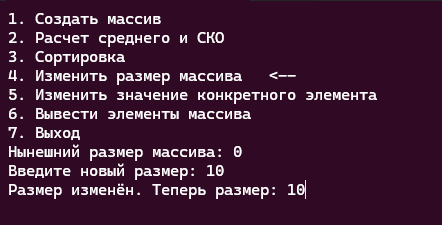 1. Создать массив
2. Расчет среднего и СКО
3. Сортировка
4. Изменить размер массива   <--
5. Изменить значение конкретного элемента
6. Вывести элементы массива
7. Выход
Нынешний размер массива: 0
Введите новый размер: 10
Размер изменён. Теперь размер: 10